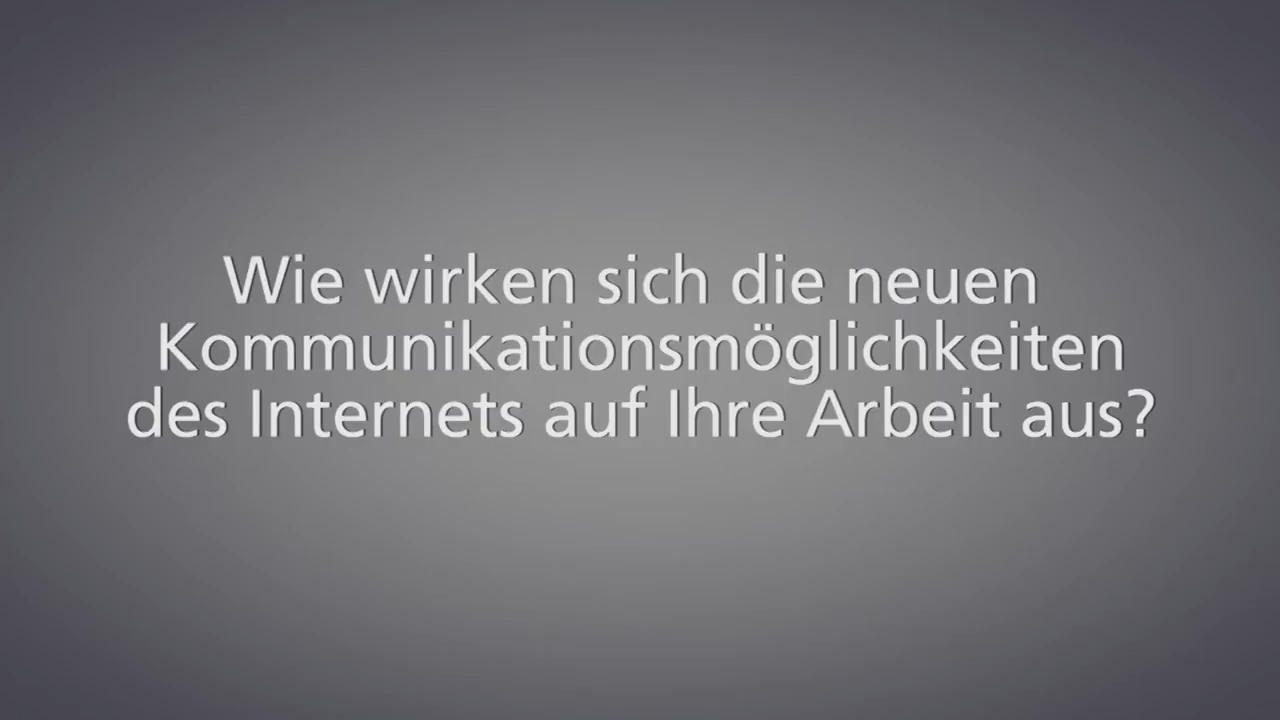 Wie wirken sich die neuen
Kommunikationsmöglichkeiten
des Internets auf Ihre Arbeit aus?